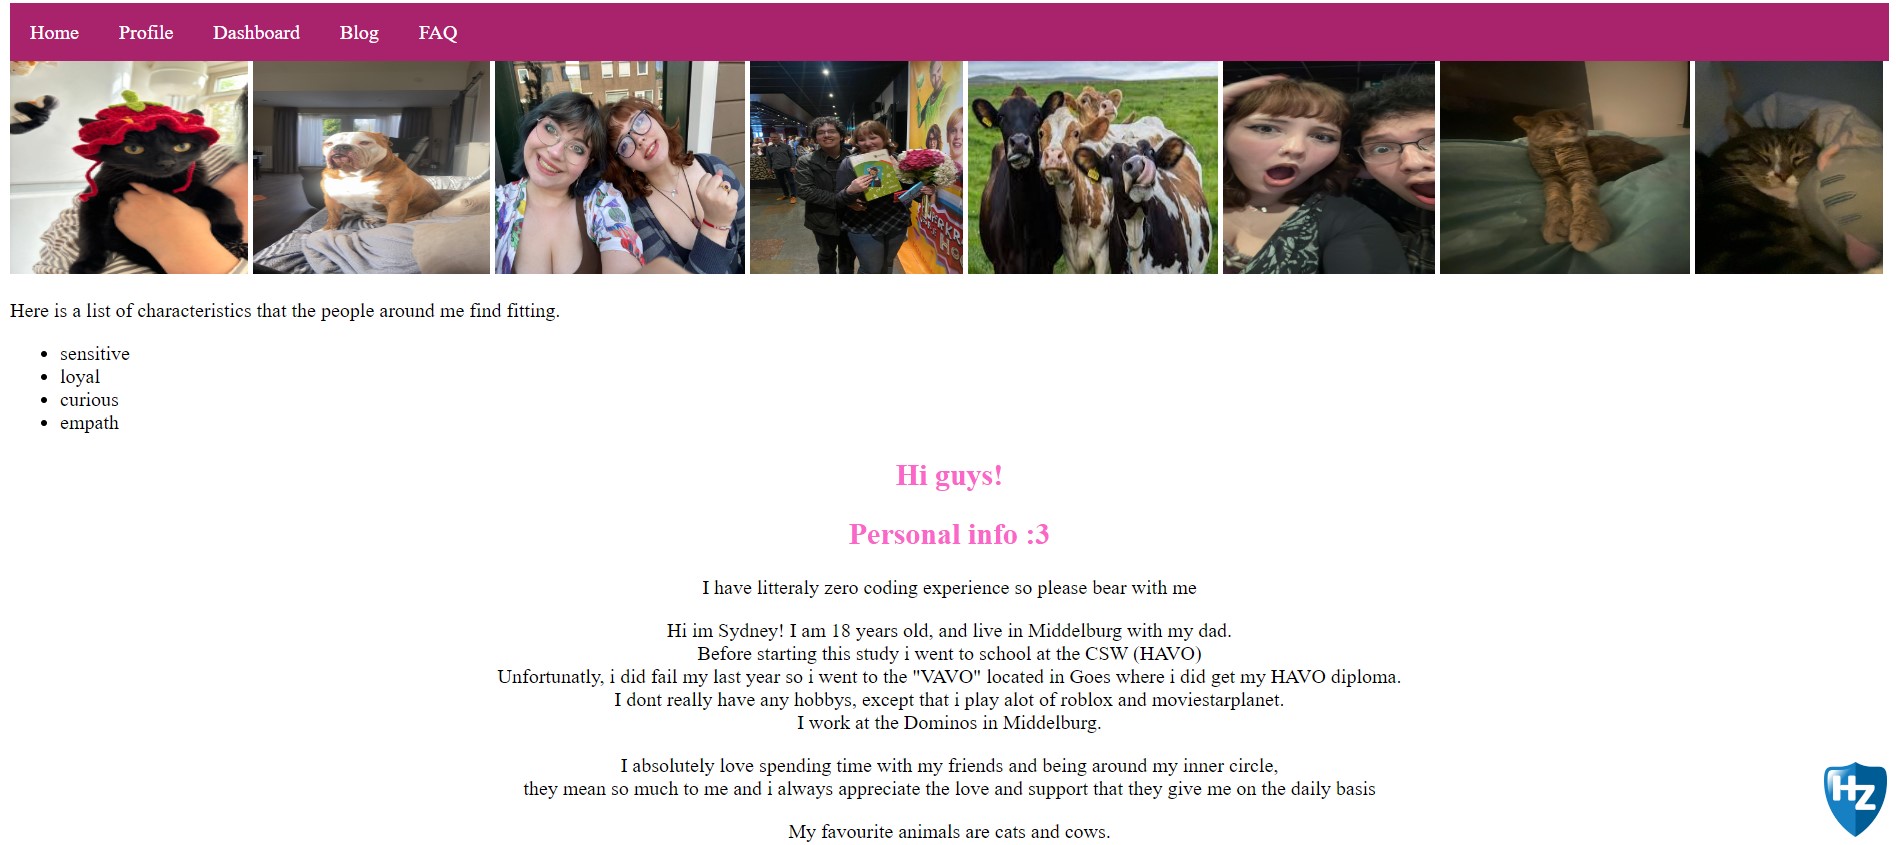 Home Profile Dashboard Blog FAQ
Here is a list of characteristics that the people around me find fitting.
sensitive
loyal
curious
empath
Hi guys!
Personal info :3
I have litteraly zero coding experience so please bear with me
Hi im Sydney! I am 18 years old, and live in Middelburg with my dad.
Before starting this study i went to school at the CSW (HAVO)
Unfortunatly, i did fail my last year so i went to the "VAVO" located in Goes where i did get my HAVO diploma.
I dont really have any hobbys, except that i play alot of roblox and moviestarplanet.
I work at the Dominos in Middelburg.
I absolutely love spending time with my friends and being around my inner circle,
they mean so much to me and i always appreciate the love and support that they give me on the daily basis
My favourite animals are cats and cows.
HZ